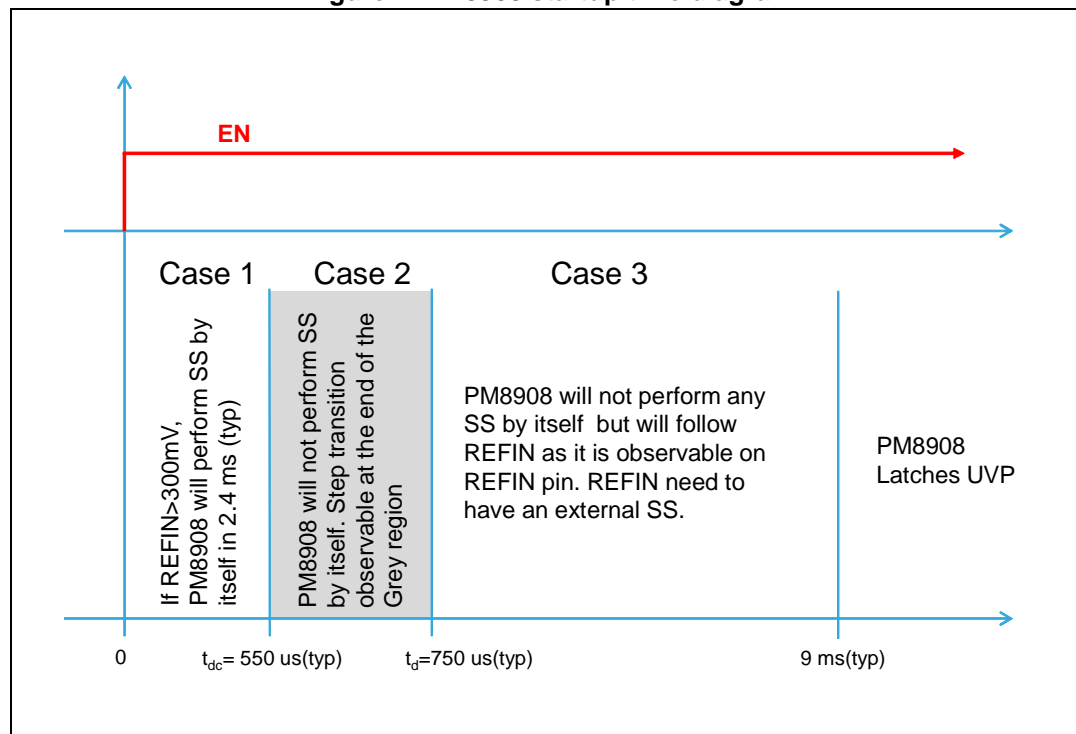 EN
Case 1
Case 2
Case 3
If REFIN>300mV,
PM8908 will perform SS by
itself in 2.4 ms (typ)
PM8908 will not perform SS
by itself. Step transition
observable at the end of the
Grey region
PM8908 will not perform any
SS by itself but will follow
REFIN as it is observable on
REFIN pin. REFIN need to
have an external SS.
PM8908
Latches UVP
0
tdc= 550 us(typ)
td=750 us(typ)
9 ms(typ)